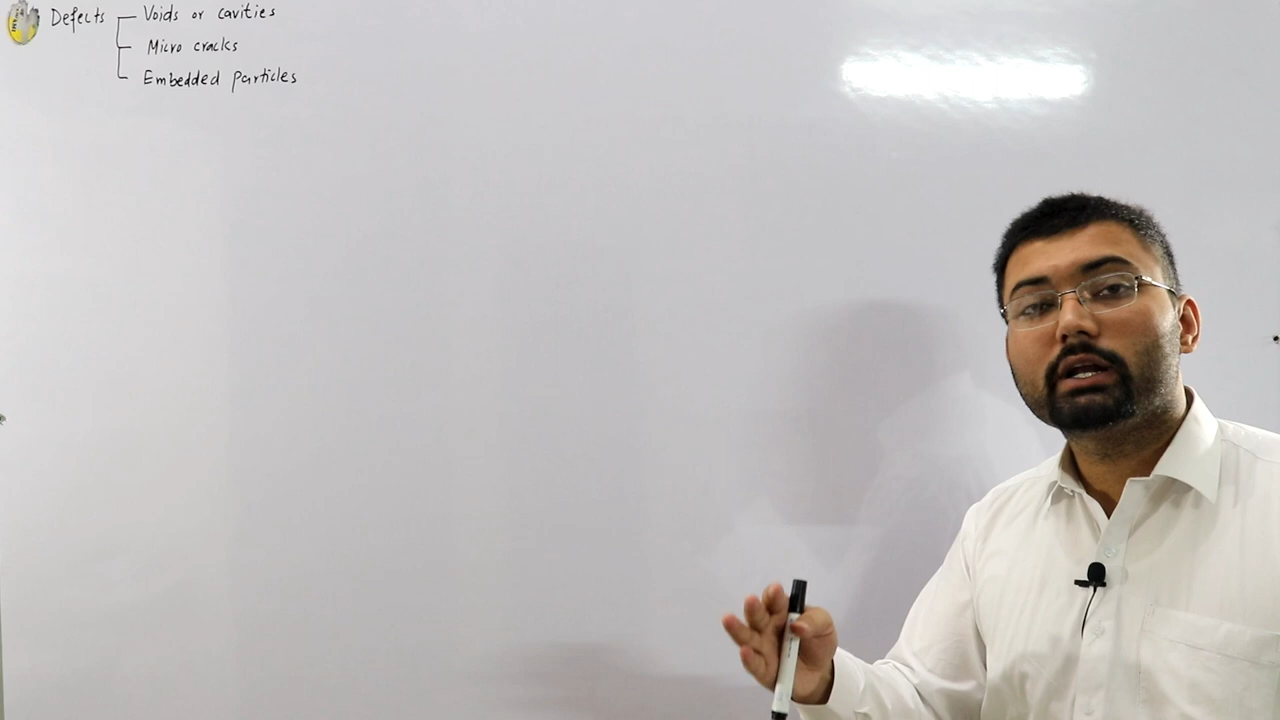 Defects Voids or cavities
Micro cracks
Embedded particles